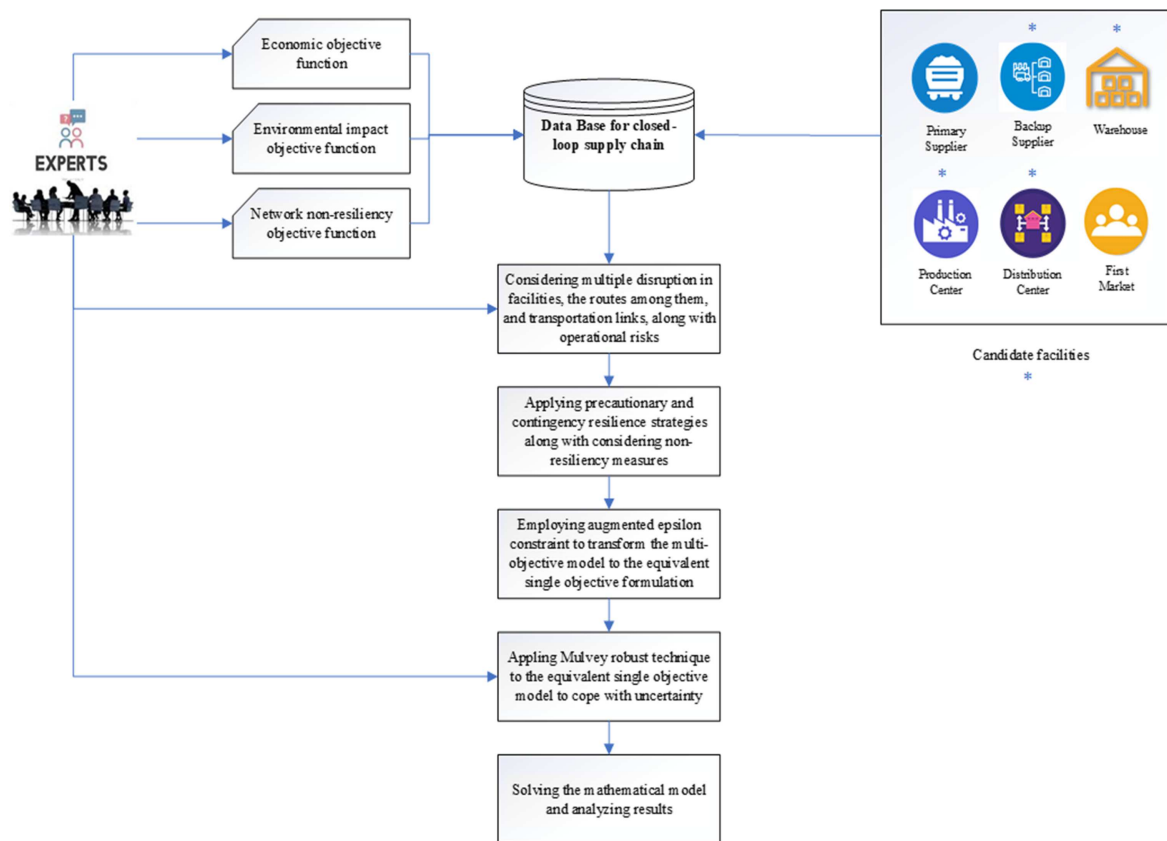 Economic objective
function
Environmental impact
objective function
Network non-resiliency
objective function
EXPERTS
Data Base for closed-
loop supply chain
*
*
Primary
Supplier
Backup
Supplier
Warehouse
*
*
Production
Center
Distribution
Center
First
Market
Candidate facilities
*
Considering multiple disruption in
facilities, the routes among them,
and transportation links, along with
operational risks
Applying precautionary and
contingency resilience strategies
along with considering non-
resiliency measures
Employing augmented epsilon
constraint to transform the multi-
objective model to the equivalent
single objective formulation
Appling Mulvey robust technique
to the equivalent single objective
model to cope with uncertainty
Solving the mathematical model
and analyzing results